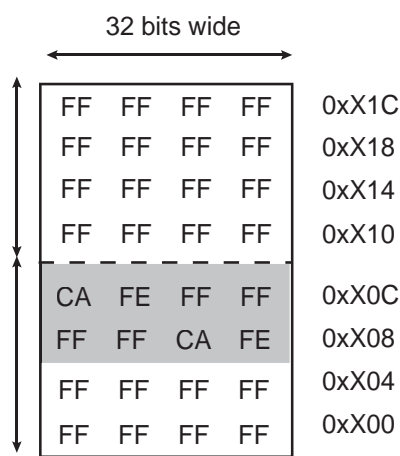 32 bits wide
FF FF FF FF 0xX1C
FF FF FF FF 0xX18
FF FF FF FF 0xX14
FF FF FF FF 0xX10
CA FE FF FF 0xX0C
FF FF CA FE 0xX08
FF FF FF FF 0xX04
FF FF FF FF 0xX00